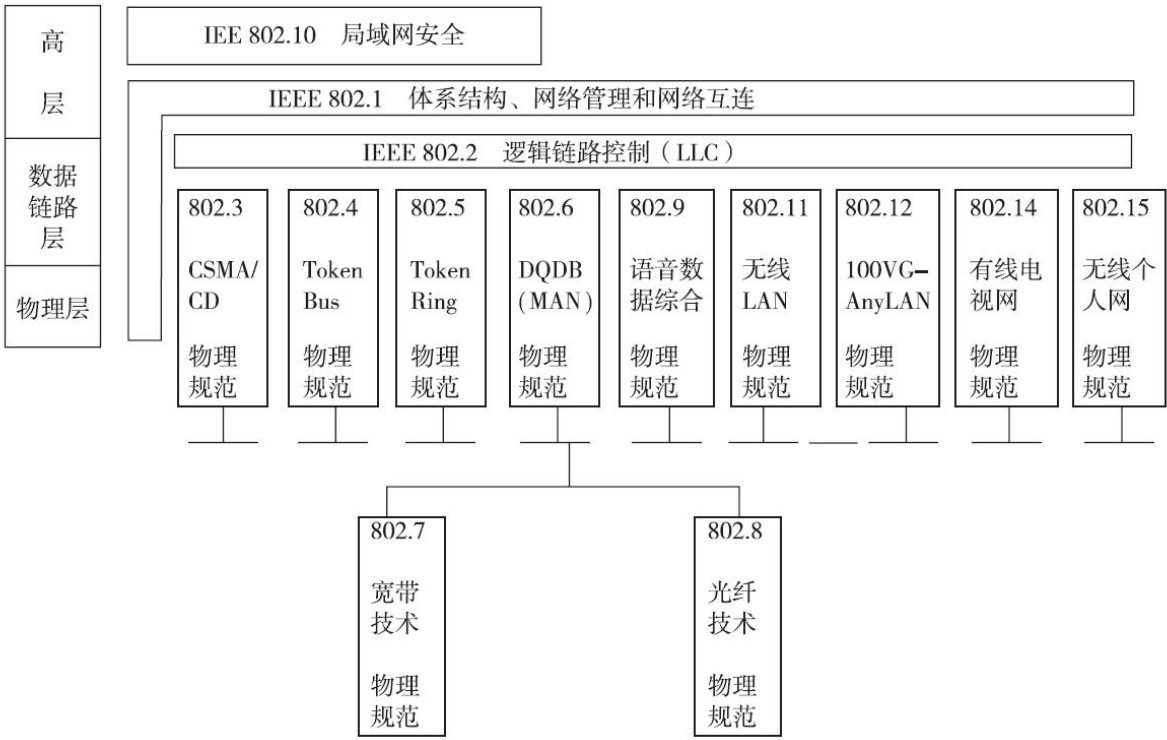 高
层
数据
链路
层
物理层
IEE 802.10 局域网安全
IEEE 802.1 体系结构、网络管理和网络互连
IEEE 802.2 逻辑链路控制（LLC）
802.3
CSMA/
CD
物理
规范
802.4
Token
Bus
物理
规范
802.5
Token
Ring
物理
规范
802.6
DQDB
(MAN)
物理
规范
802.9
语音数
据综合
物理
规范
802.11
无线
LAN
物理
规范
802.12
100VG–
AnyLAN
物理
规范
802.14
有线电
视网
物理
规范
802.15
无线个
人网
物理
规范
802.7
宽带
技术
物理
规范
802.8
光纤
技术
物理
规范